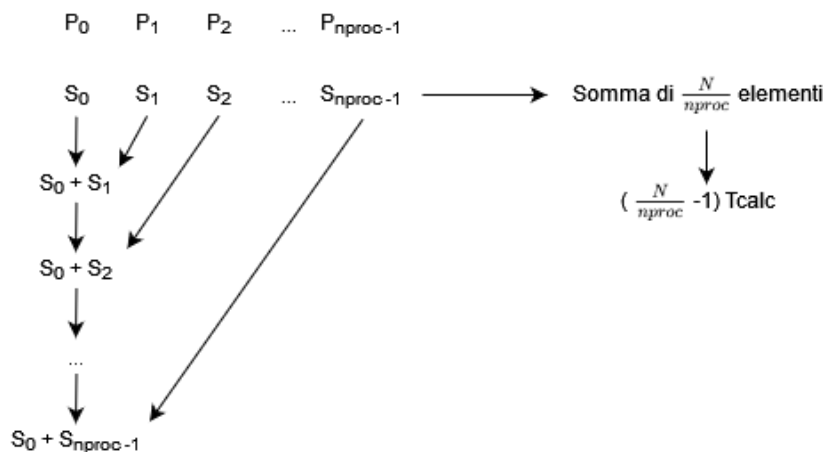 P₀ P₁ P₂ ... Pnproc-1
S₀ S₁ S₂ ... Snproc-1 Somma di N/nproc elementi
S₀ + S₁ ( N/nproc -1) Tcalc
S₀ + S₂
...
S₀ + Snproc-1